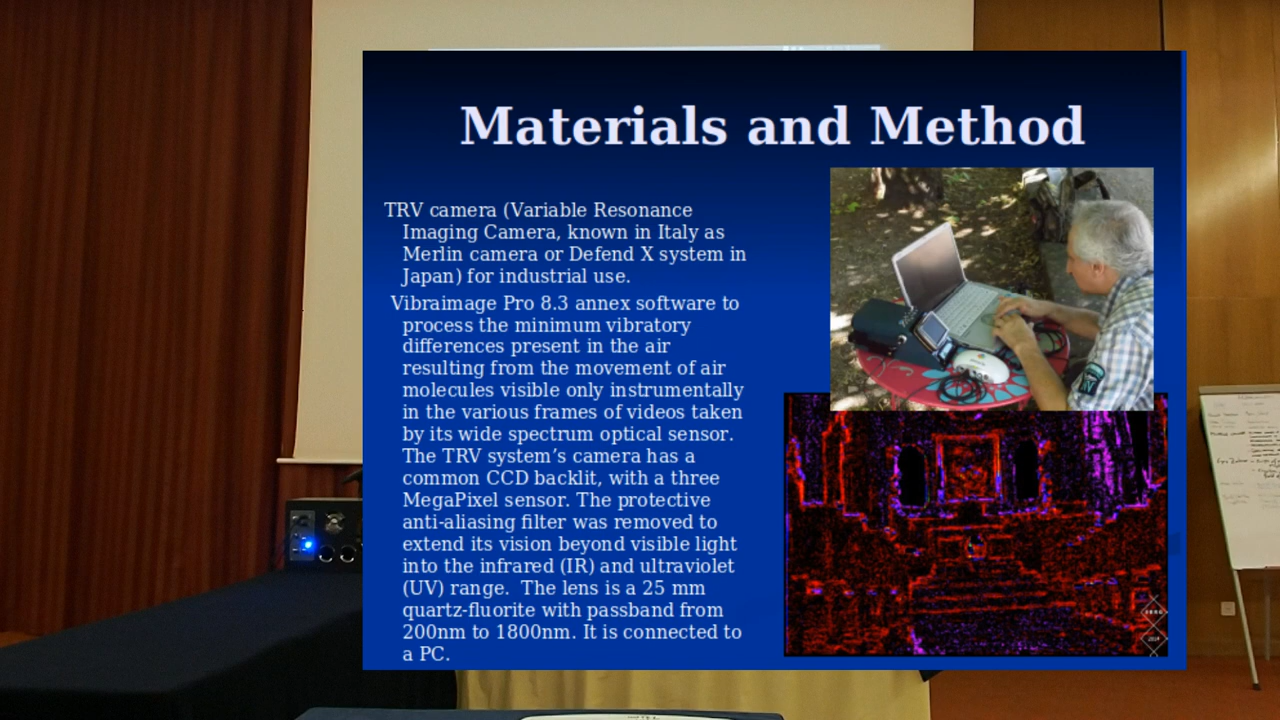 Materials and Method
TRV camera (Variable Resonance
Imaging Camera, known in Italy as
Merlin camera or Defend X system in
Japan) for industrial use.
Vibraimage Pro 8.3 annex software to
process the minimum vibratory
differences present in the air
resulting from the movement of air
molecules visible only instrumentally
in the various frames of videos taken
by its wide spectrum optical sensor.
The TRV system’s camera has a
common CCD backlit, with a three
MegaPixel sensor. The protective
anti-aliasing filter was removed to
extend its vision beyond visible light
into the infrared (IR) and ultraviolet
(UV) range.  The lens is a 25 mm
quartz-fluorite with passband from
200nm to 1800nm. It is connected to
a PC.